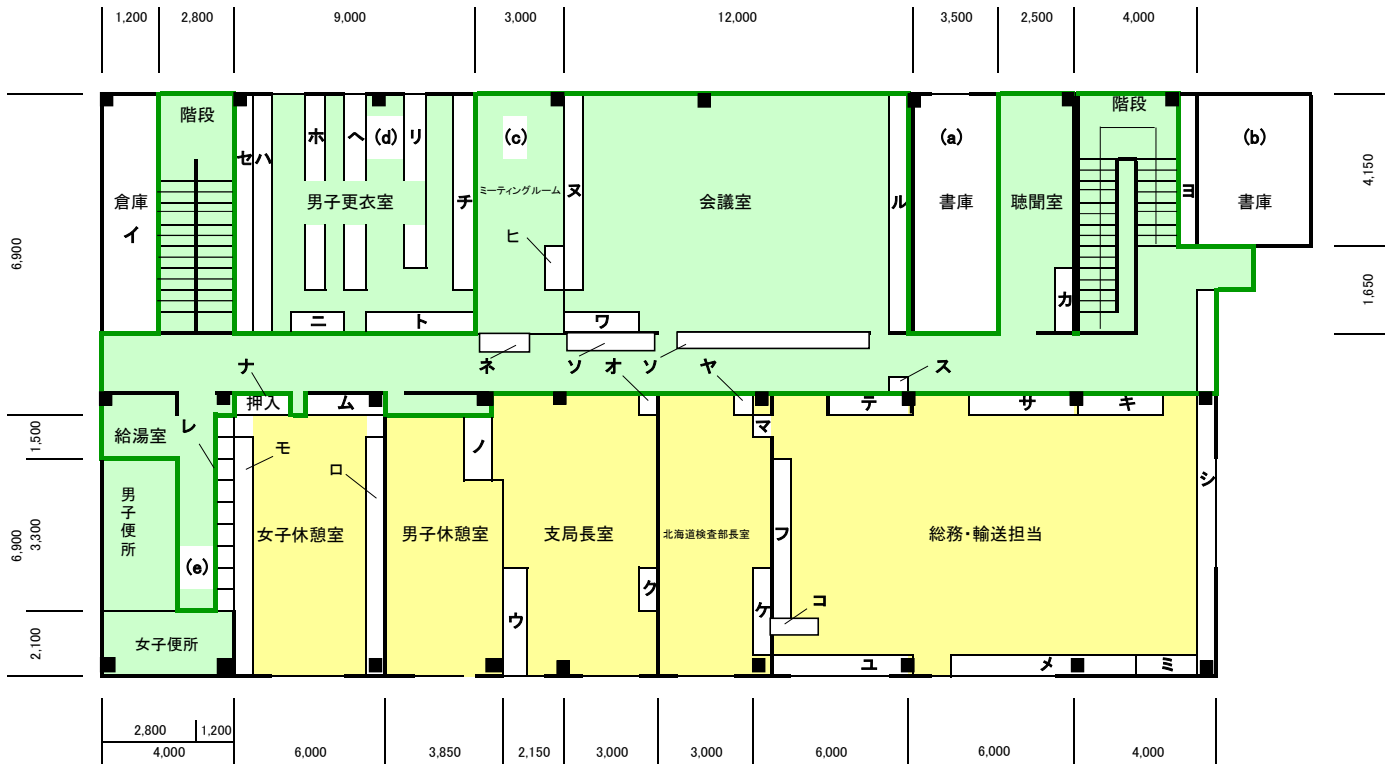 1,200
2,800
9,000
3,000
12,000
3,500
2,500
4,000
階段
階段
(d)
(c)
(a)
(b)
ホ
ヘ
リ
セ
ハ
チ
ヌ
ル
ヨ
倉庫
イ
男子更衣室
ミーティングルーム
会議室
書庫
聴聞室
書庫
ヒ
カ
ニ
ト
ワ
6,900
4,150
1,650
ナ
ネ
ソ
オ
ソ
ヤ
ス
押入
ム
テ
サ
キ
レ
マ
給湯室
モ
ロ
ノ
シ
男子便所
女子休憩室
男子休憩室
支局長室
北海道検査部長室
フ
総務・輸送担当
(e)
ク
ケ
コ
ウ
女子便所
ユ
メ
ミ
1,500
6,900
3,300
2,100
2,800
1,200
4,000
6,000
3,850
2,150
3,000
3,000
6,000
6,000
4,000